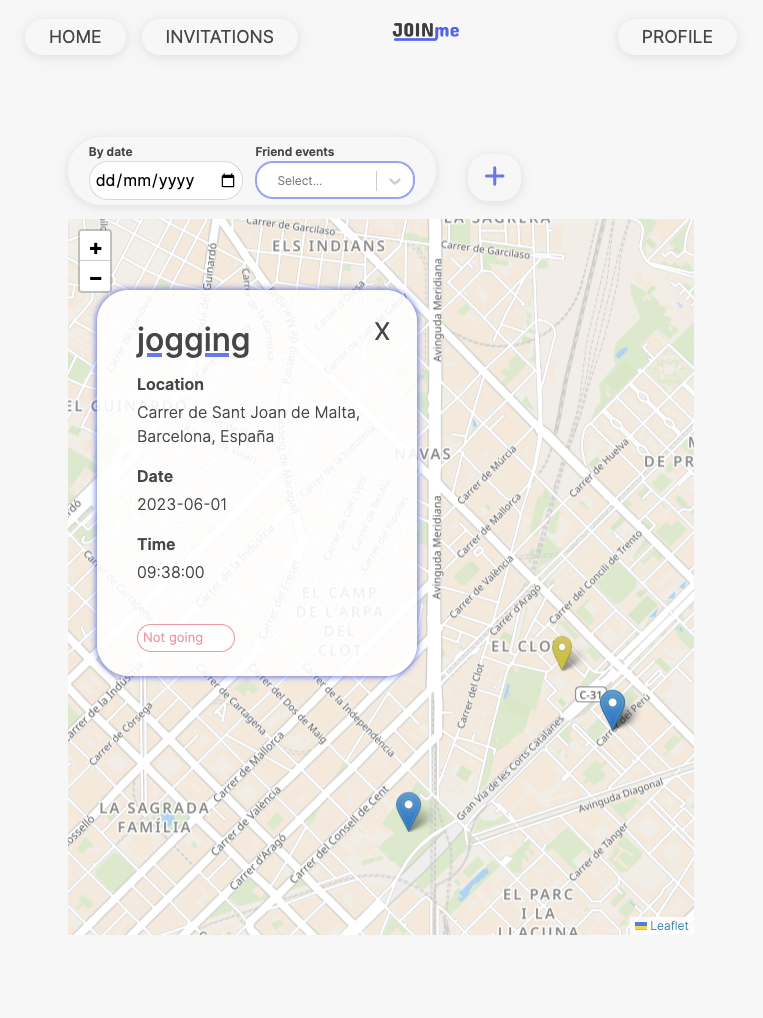 HOME
INVITATIONS
JOINme
PROFILE
By date
Friend events
dd/mm/yyyy
Select...
+
+
−
jogging
X
Location
Carrer de Sant Joan de Malta,
Barcelona, España
Date
2023-06-01
Time
09:38:00
Not going
LA SAGRERA
Carrer de Garcilaso
Carrer de Garcilaso
ELS INDIANS
Avinguda Meridiana
EL GUINARDÓ
NAVAS
DE PR
Carrer de Múrcia
Carrer de Huelva
Carrer de Mallorca
Avinguda Meridiana
Carrer de València
Carrer d'Aragó
Carrer del Concili de Trento
EL CAMP
DE L'ARPA
DEL
CLOT
EL CLO
C-31
Carrer del Perú
Carrer del Clot
Carrer de la Indústria
Carrer de Còrsega
Carrer de Cartagena
Carrer del Dos de Maig
Carrer de la Independència
Carrer de Mallorca
Carrer de València
Carrer d'Aragó
Carrer del Consell de Cent
Gran Via de les Corts Catalanes
Avinguda Diagonal
Carrer de Tànger
LA SAGRADA
FAMÍLIA
EL PARC
I LA
LLACUNA
Leaflet